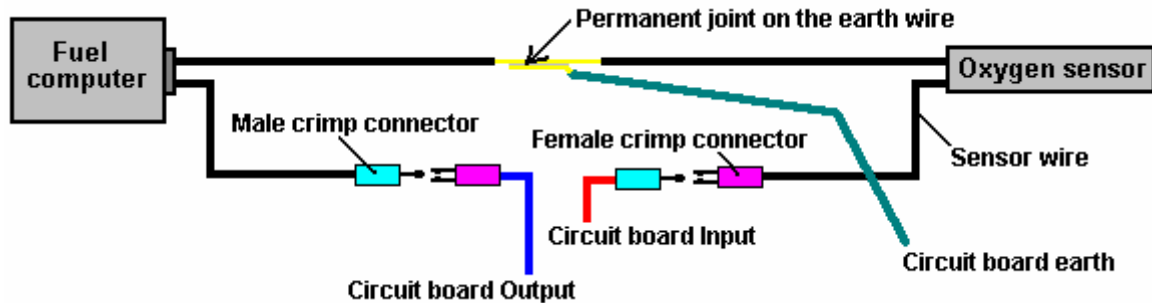 Permanent joint on the earth wire
Fuel
computer
Oxygen sensor
Male crimp connector
Female crimp connector
Sensor wire
Circuit board Input
Circuit board earth
Circuit board Output